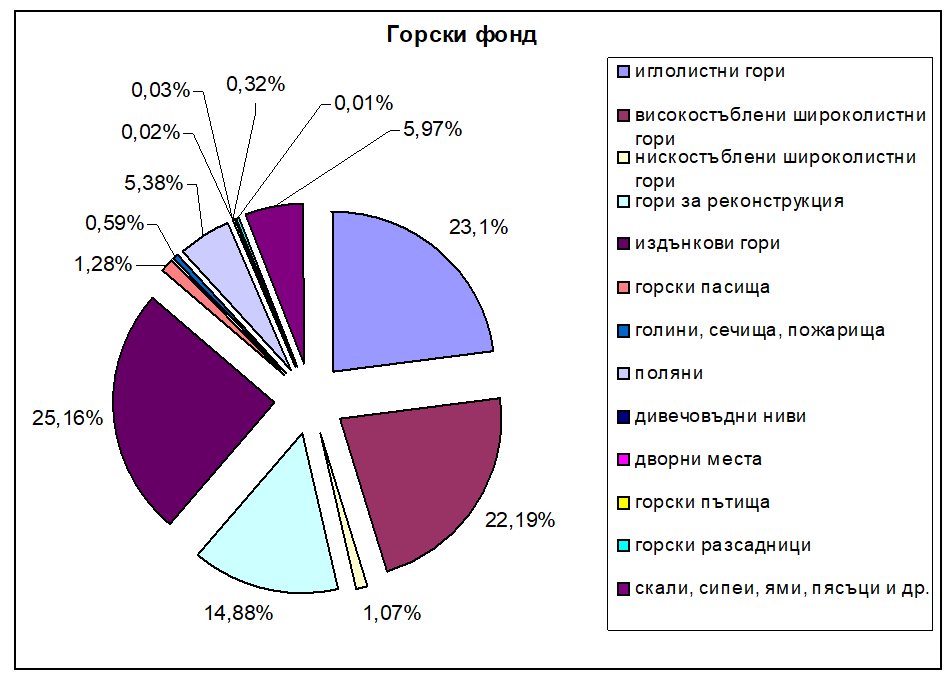 Горски фонд
0,03%
0,32%
0,01%
0,02%
5,97%
5,38%
0,59%
1,28%
23,1%
25,16%
22,19%
14,88%
1,07%
иглолистни гори
високостъблени широколистни
гори
нискостъблени широколистни
гори
гори за реконструкция
издънкови гори
горски пасища
голини, сечища, пожарища
поляни
дивечовъдни ниви
дворни места
горски пътища
горски разсадници
скали, сипеи, ями, пясъци и др.